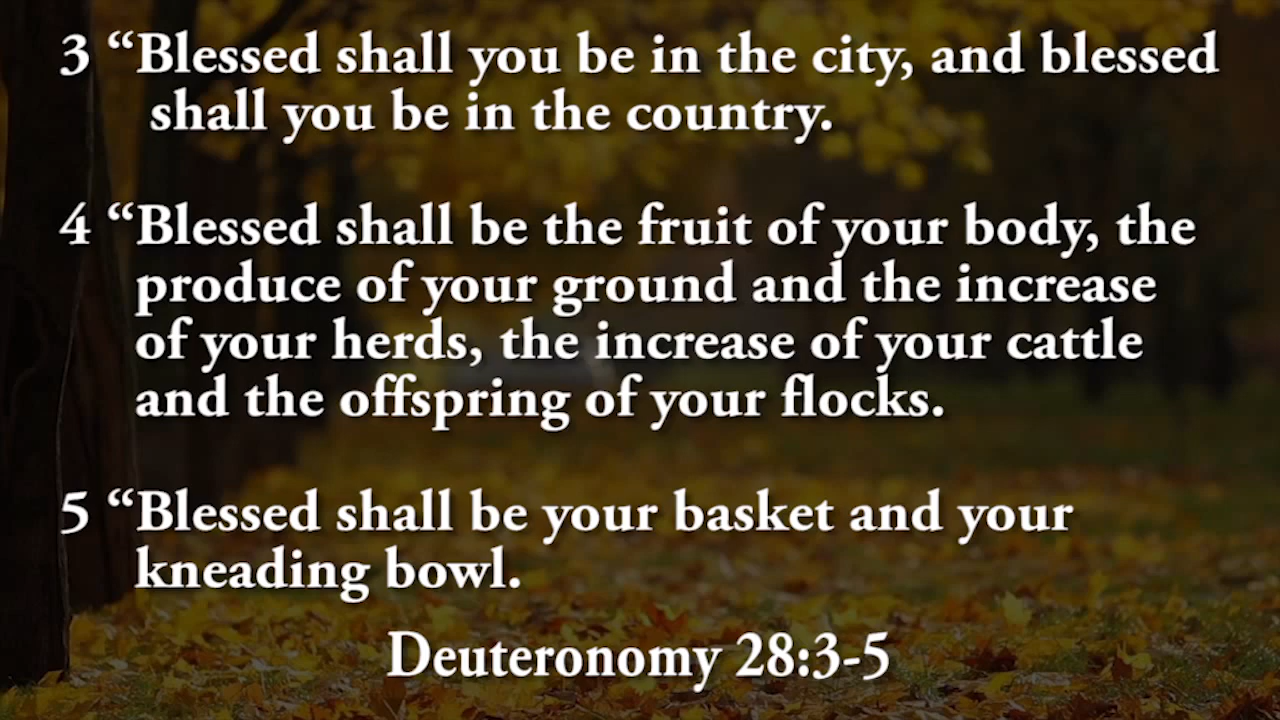 3 “Blessed shall you be in the city, and blessed
shall you be in the country.
4 “Blessed shall be the fruit of your body, the
produce of your ground and the increase
of your herds, the increase of your cattle
and the offspring of your flocks.
5 “Blessed shall be your basket and your
kneading bowl.
Deuteronomy 28:3-5